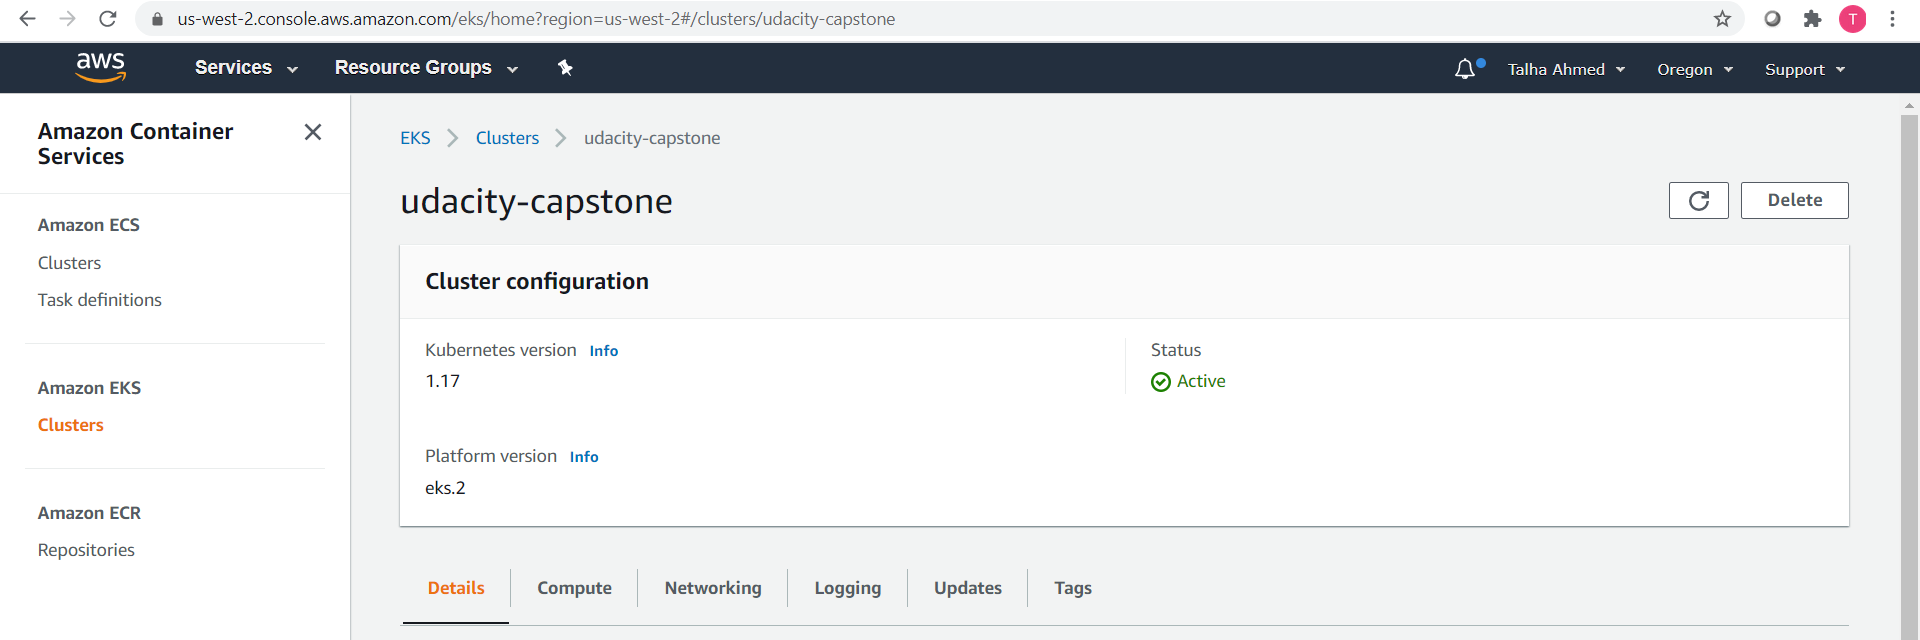 us-west-2.console.aws.amazon.com/eks/home?region=us-west-2#/clusters/udacity-capstone
T
aws
Services
Resource Groups
Talha Ahmed
Oregon
Support
Amazon Container
Services
Amazon ECS
Clusters
Task definitions
Amazon EKS
Clusters
Amazon ECR
Repositories
EKS
Clusters
udacity-capstone
udacity-capstone
Delete
Cluster configuration
Kubernetes version Info
1.17
Status
Active
Platform version Info
eks.2
Details
Compute
Networking
Logging
Updates
Tags